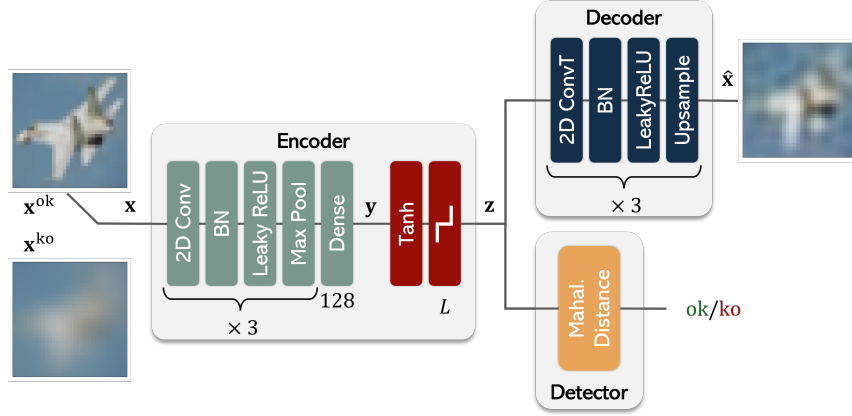 Decoder
2D ConvT
BN
LeakyReLU
Upsample
x̂
× 3
Encoder
x^ok
x
x^ko
2D Conv
BN
Leaky ReLU
Max Pool
Dense
128
× 3
y
Tanh
L
z
Mahal.
Distance
ok/ko
Detector